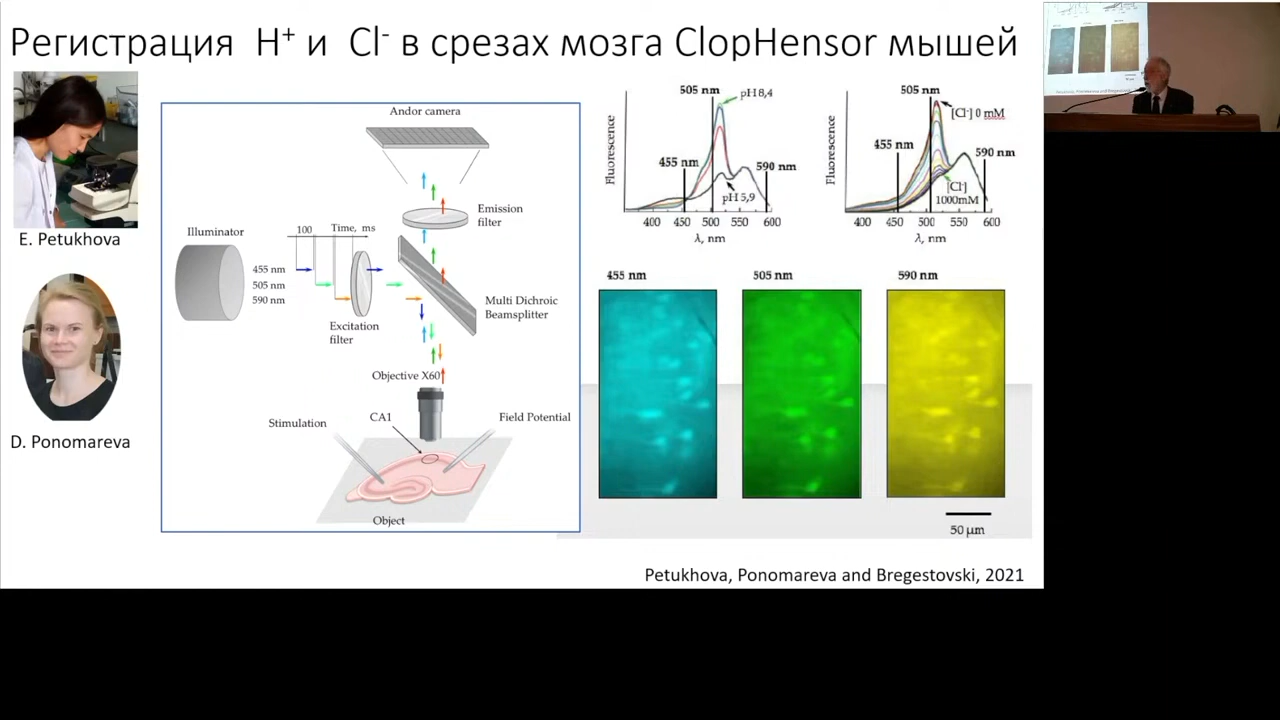 Регистрация H⁺ и Cl⁻ в срезах мозга ClopHensor мышей
E. Petukhova
D. Ponomareva
Andor camera
Emission
filter
Illuminator
100
Time, ms
455 nm
505 nm
590 nm
Excitation
filter
Multi Dichroic
Beamsplitter
Objective X60
Stimulation
CA1
Field Potential
Object
505 nm
pH 8,4
455 nm
590 nm
pH 5,9
Fluorescence
400 450 500 550 600
λ, nm
505 nm
[Cl-] 0 mM
455 nm
590 nm
[Cl-]
1000mM
Fluorescence
400 450 500 550 600
λ, nm
455 nm
505 nm
590 nm
50 µm
Petukhova, Ponomareva and Bregestovski, 2021